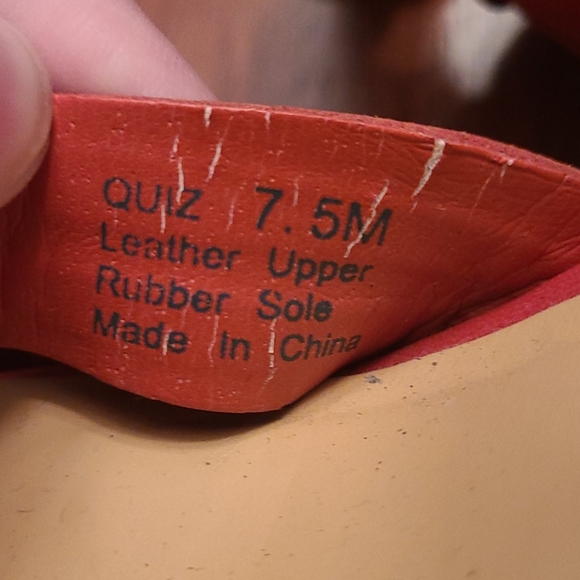 QUIZ 7.5M
Leather Upper
Rubber Sole
Made In China